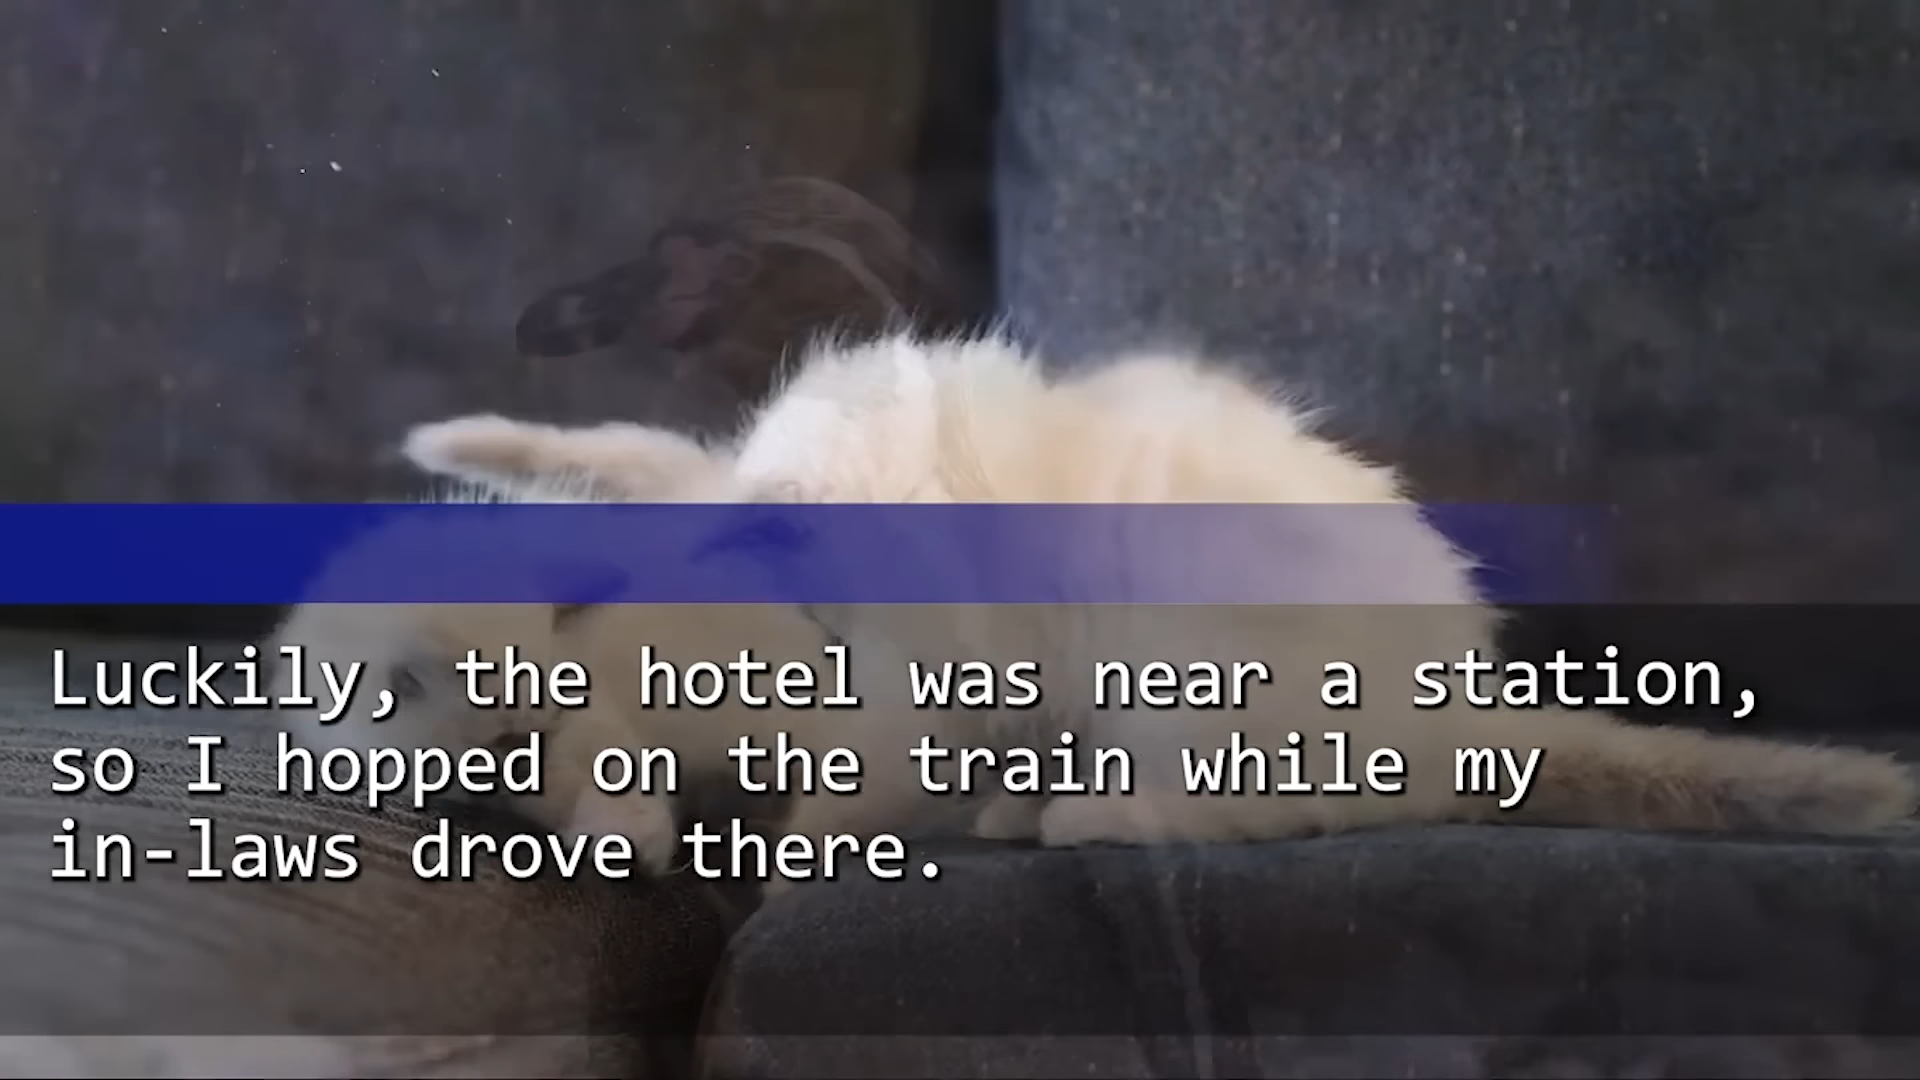 Luckily, the hotel was near a station,
so I hopped on the train while my
in-laws drove there.